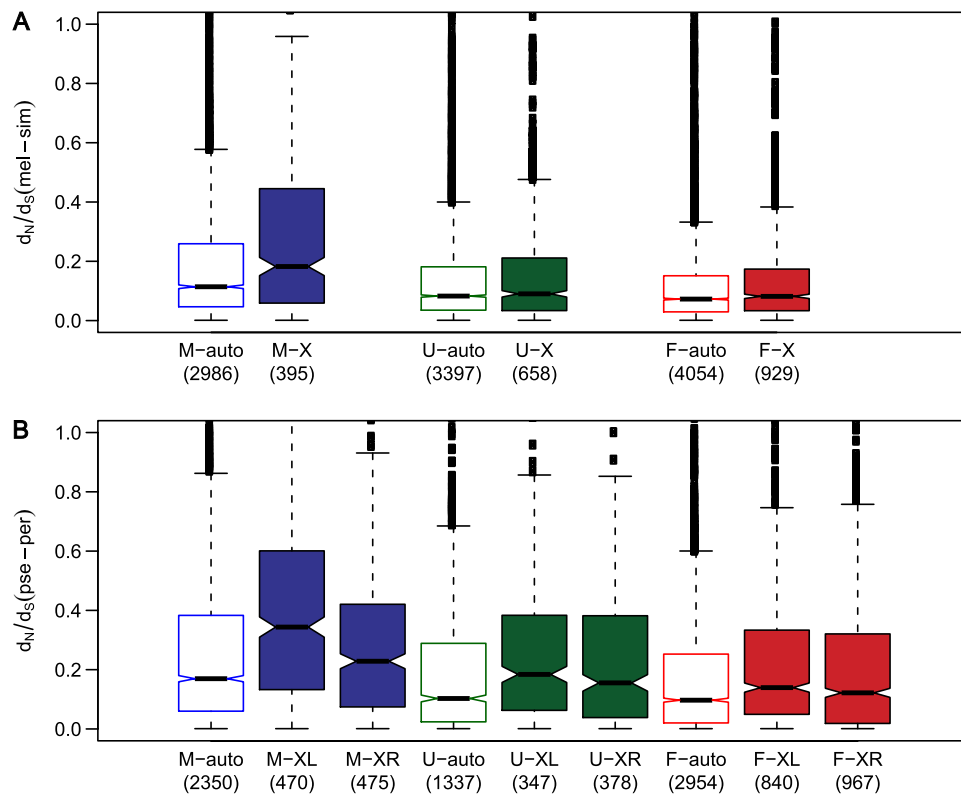 A
1.0
0.8
0.6
0.4
0.2
0.0
dN/dS(mel−sim)
M−auto M−X U−auto U−X F−auto F−X
(2986) (395) (3397) (658) (4054) (929)
B
1.0
0.8
0.6
0.4
0.2
0.0
dN/dS(pse−per)
M−auto M−XL M−XR U−auto U−XL U−XR F−auto F−XL F−XR
(2350) (470) (475) (1337) (347) (378) (2954) (840) (967)